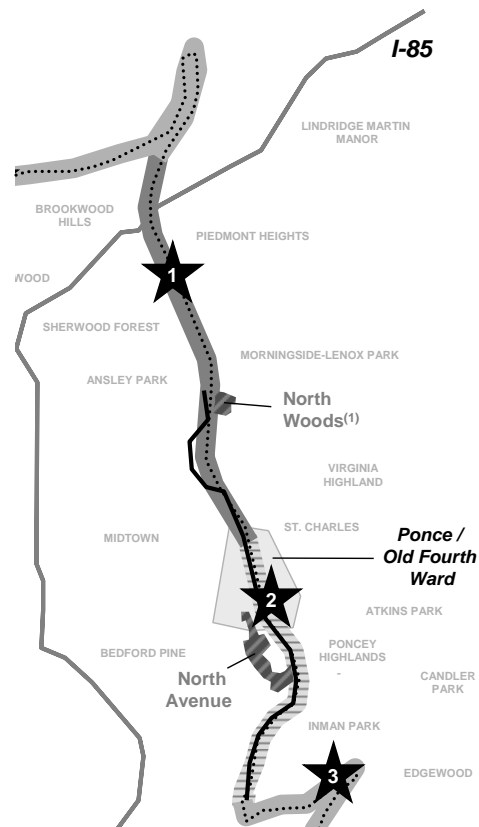 I-85
LINDRIDGE MARTIN
MANOR
BROOKWOOD
HILLS
PIEDMONT HEIGHTS
1
WOOD
SHERWOOD FOREST
MORNINGSIDE-LENOX PARK
ANSLEY PARK
North
Woods(1)
VIRGINIA
HIGHLAND
ST. CHARLES
MIDTOWN
Ponce /
Old Fourth
Ward
2
ATKINS PARK
BEDFORD PINE
PONCEY
HIGHLANDS
-
North
Avenue
CANDLER
PARK
INMAN PARK
3
EDGEWOOD